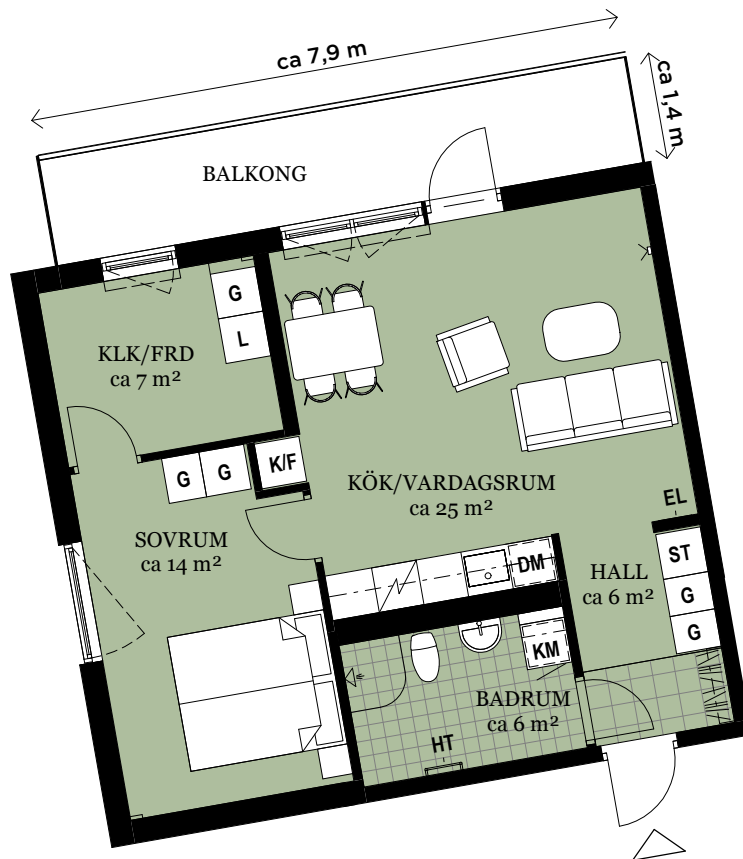 ca 7,9 m
ca 1,4 m
BALKONG
G
L
KLK/FRD
ca 7 m²
G
G
K/F
KÖK/VARDAGSRUM
ca 25 m²
EL
SOVRUM
ca 14 m²
DM
HALL
ca 6 m²
ST
G
G
KM
BADRUM
ca 6 m²
HT